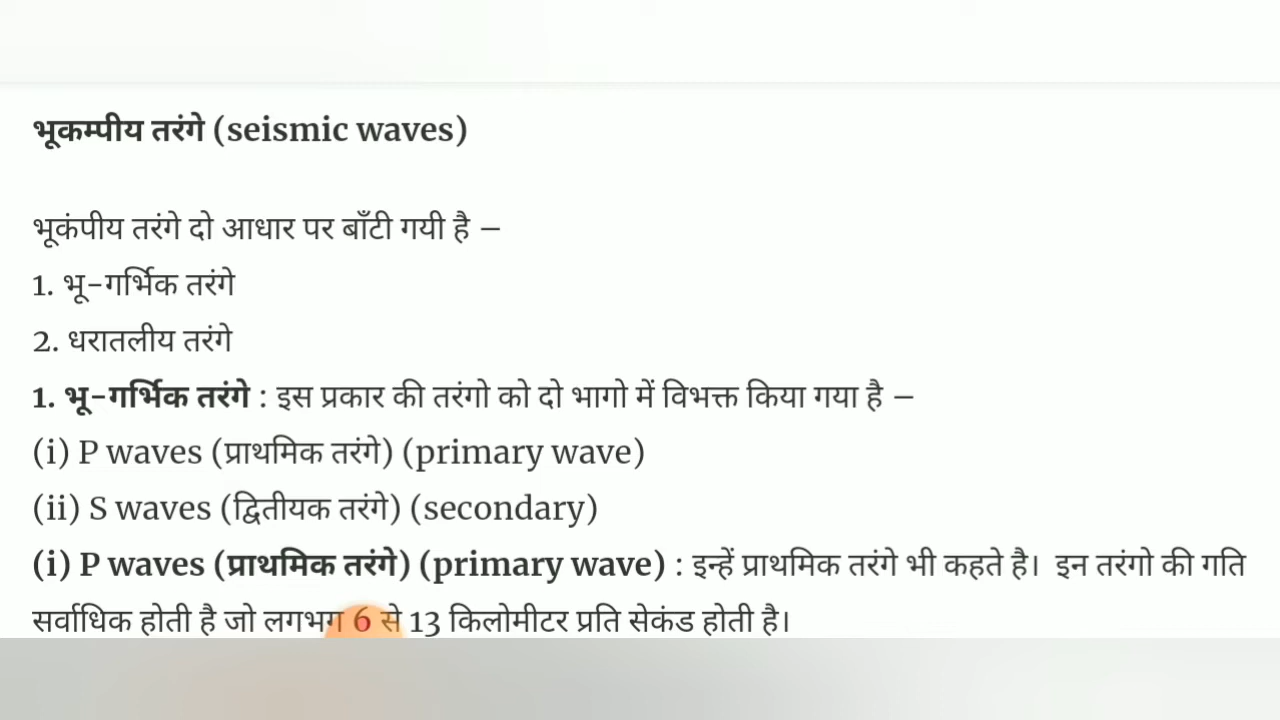 भूकम्पीय तरंगे (seismic waves)
भूकंपीय तरंगे दो आधार पर बाँटी गयी है –
1. भू-गर्भिक तरंगे
2. धरातलीय तरंगे
1. भू-गर्भिक तरंगे : इस प्रकार की तरंगो को दो भागो में विभक्त किया गया है –
(i) P waves (प्राथमिक तरंगे) (primary wave)
(ii) S waves (द्वितीयक तरंगे) (secondary)
(i) P waves (प्राथमिक तरंगे) (primary wave) : इन्हें प्राथमिक तरंगे भी कहते है। इन तरंगो की गति
सर्वाधिक होती है जो लगभग 6 से 13 किलोमीटर प्रति सेकंड होती है।